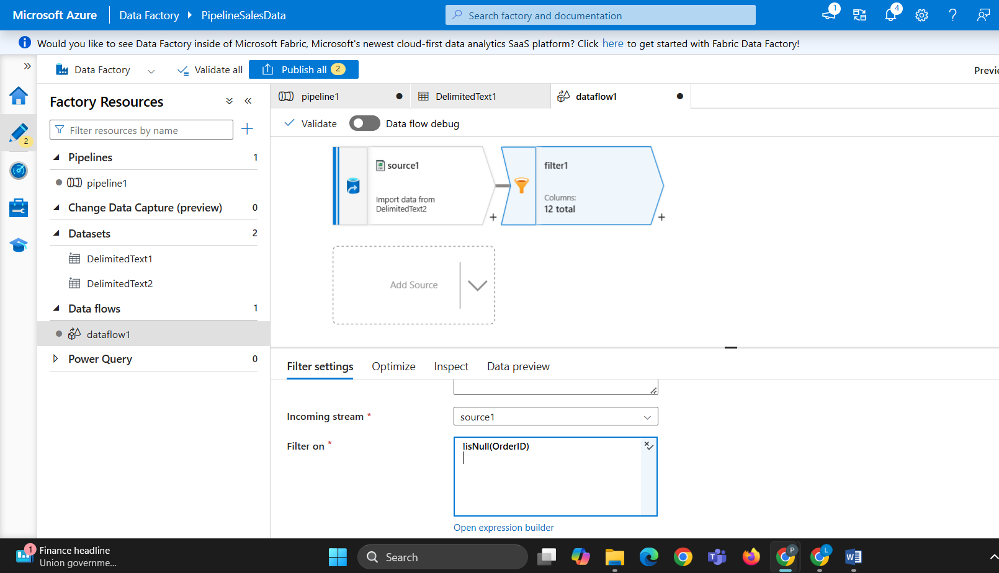 Microsoft Azure
Data Factory
PipelineSalesData
Search factory and documentation
1
4
Would you like to see Data Factory inside of Microsoft Fabric, Microsoft's newest cloud-first data analytics SaaS platform? Click here to get started with Fabric Data Factory!
Data Factory
Validate all
Publish all 2
2
Factory Resources
Filter resources by name
Pipelines 1
pipeline1
Change Data Capture (preview) 0
Datasets 2
DelimitedText1
DelimitedText2
Data flows 1
dataflow1
Power Query 0
pipeline1
DelimitedText1
dataflow1
Validate
Data flow debug
source1
Import data from
DelimitedText2
+
filter1
Columns:
12 total
+
Add Source
Filter settings
Optimize
Inspect
Data preview
Incoming stream *
source1
Filter on *
!isNull(OrderID)
Open expression builder
1
Finance headline
Union governme...
Search
P
L